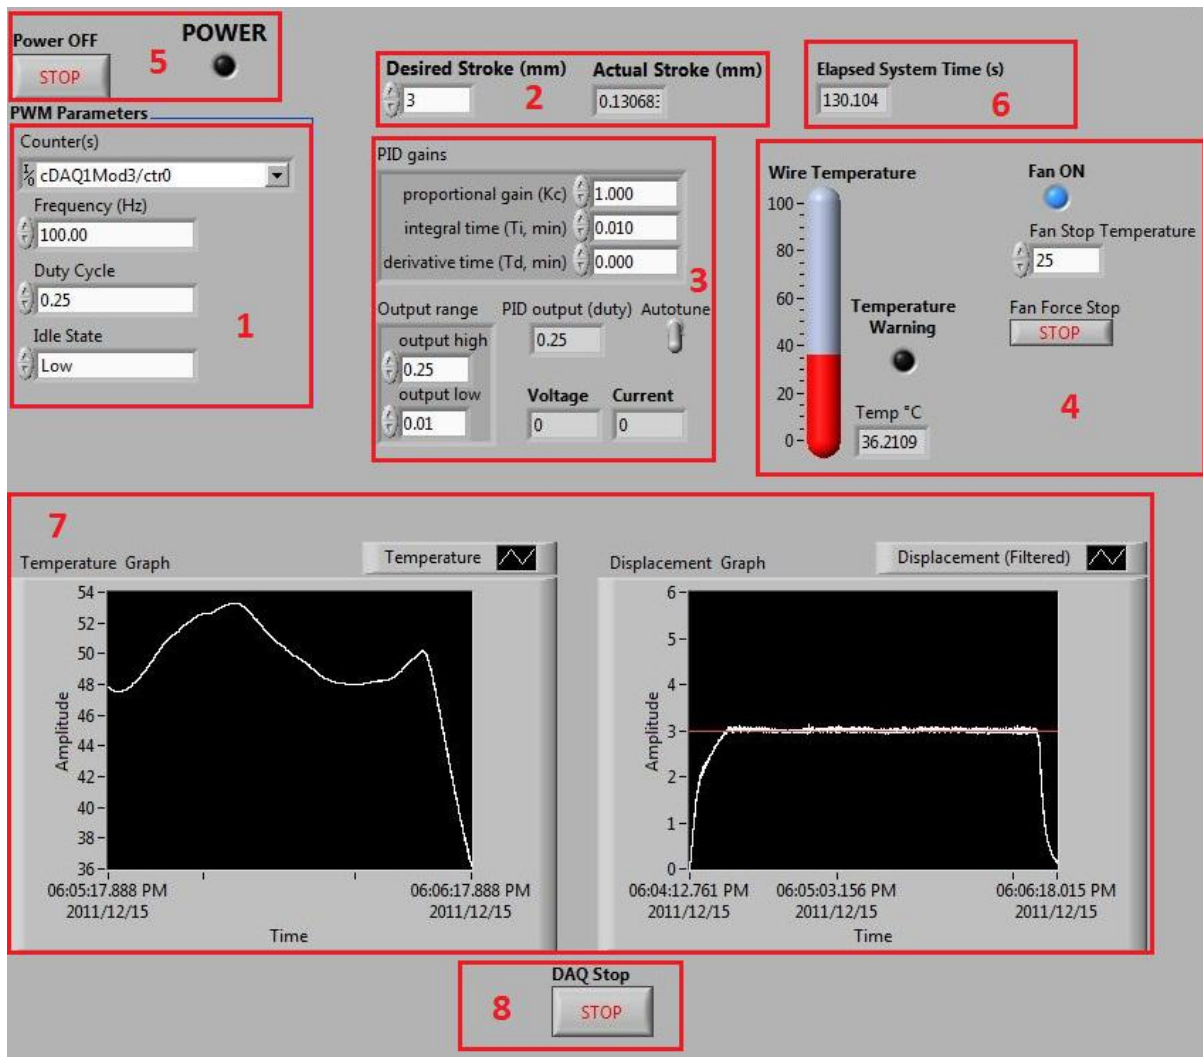 Power OFF
POWER
STOP
5
PWM Parameters
Counter(s)
I/O cDAQ1Mod3/ctr0
Frequency (Hz)
100.00
Duty Cycle
0.25
1
Idle State
Low
Desired Stroke (mm)
Actual Stroke (mm)
3
2
0.13068
Elapsed System Time (s)
130.104
6
PID gains
proportional gain (Kc)
1.000
integral time (Ti, min)
0.010
derivative time (Td, min)
0.000
3
Output range
PID output (duty)
Autotune
output high
0.25
0.25
output low
0.01
Voltage
Current
0
0
Wire Temperature
100
80
60
40
20
0
Temperature
Warning
Temp °C
36.2109
Fan ON
Fan Stop Temperature
25
Fan Force Stop
STOP
4
7
Temperature Graph
Temperature
54
52
50
48
46
44
42
40
38
36
Amplitude
06:05:17.888 PM
2011/12/15
06:06:17.888 PM
2011/12/15
Time
Displacement Graph
Displacement (Filtered)
6
5
4
3
2
1
0
Amplitude
06:04:12.761 PM
2011/12/15
06:05:03.156 PM
2011/12/15
06:06:18.015 PM
2011/12/15
Time
DAQ Stop
8
STOP